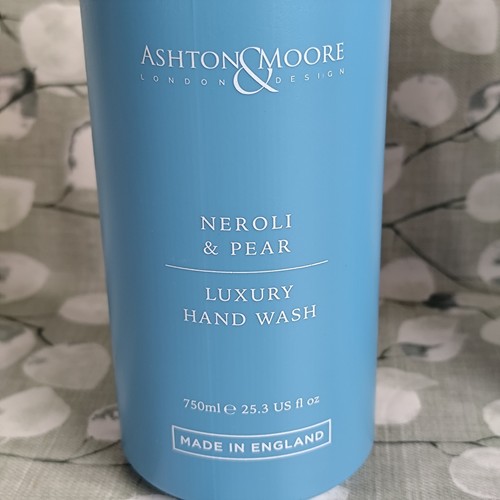 ASHTON & MOORE
LONDON DESIGN
NEROLI
& PEAR
LUXURY
HAND WASH
750ml ℮ 25.3 US fl oz
MADE IN ENGLAND